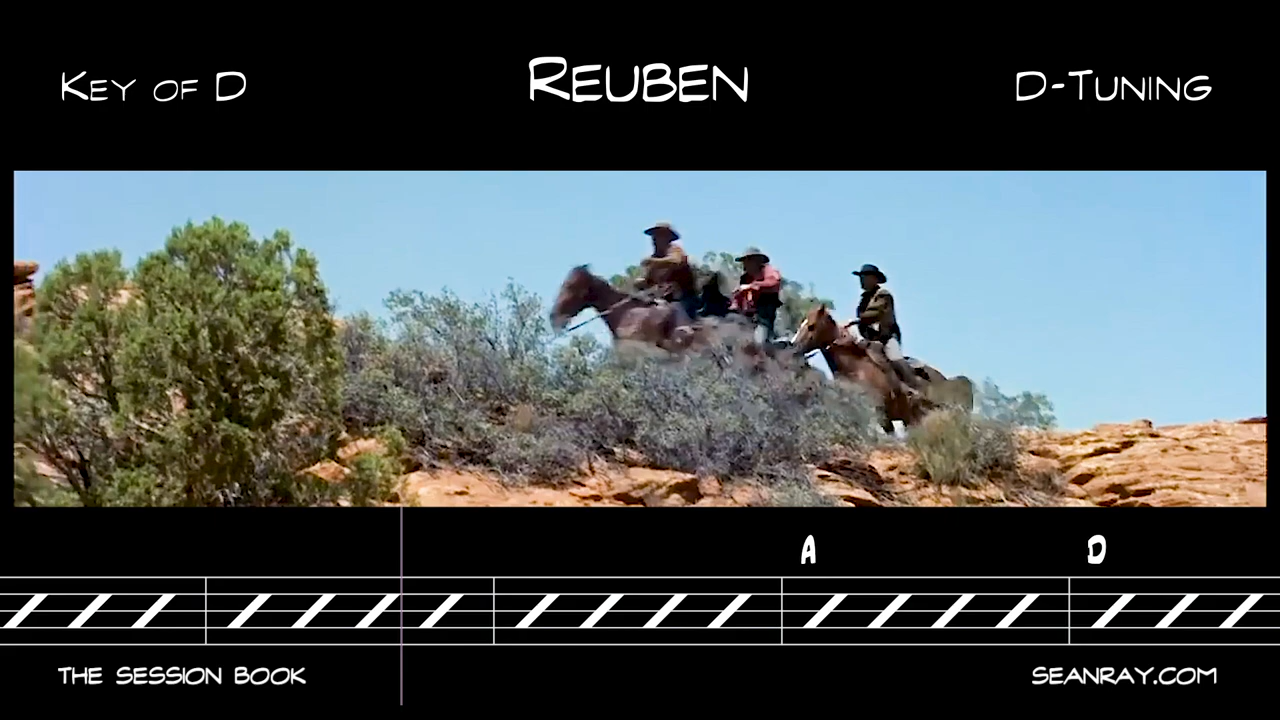 Key of D
Reuben
D-Tuning
A
D
The Session Book
seanray.com